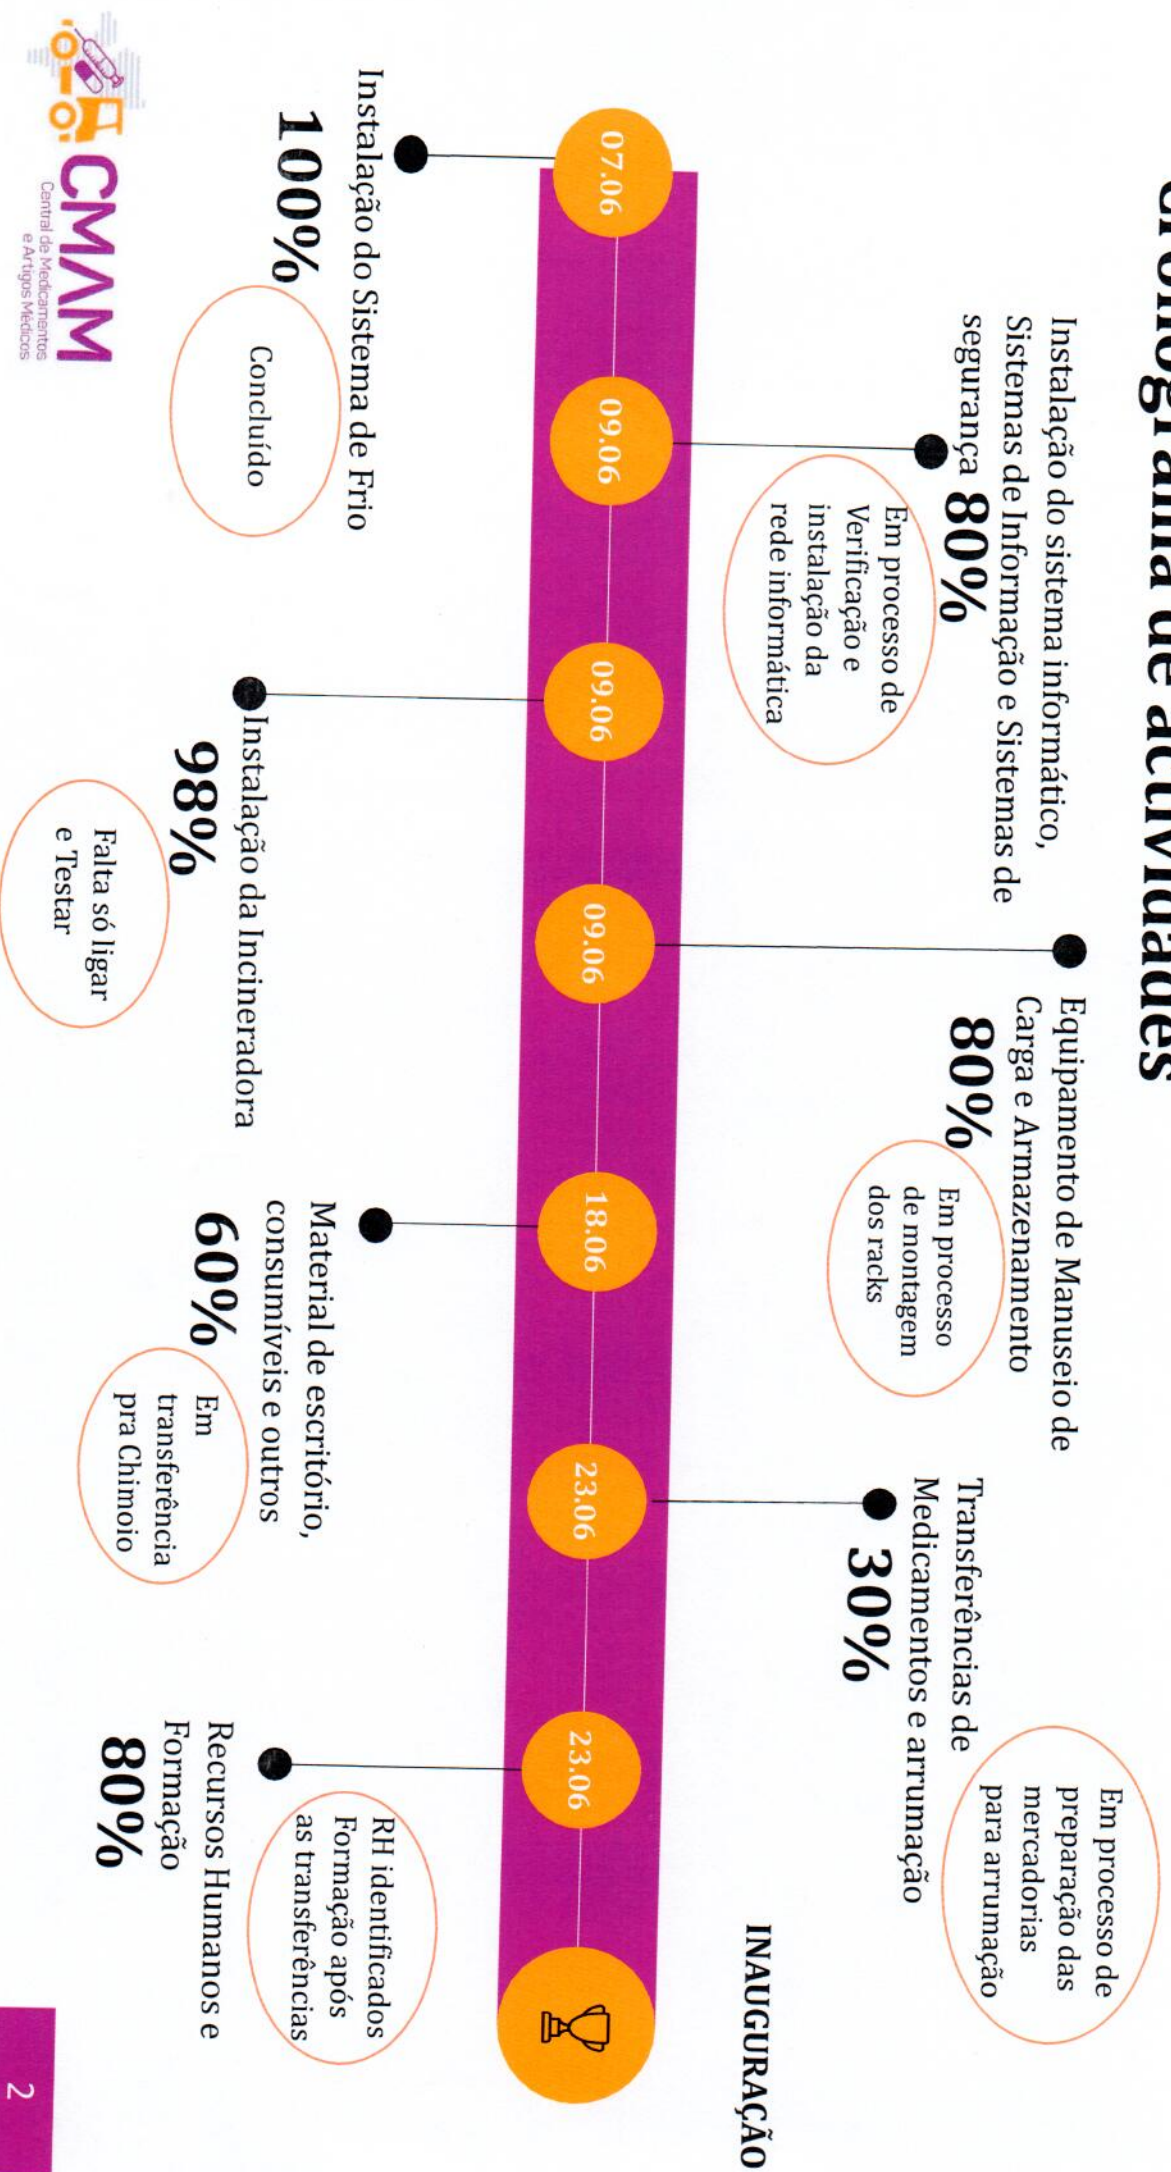 Cronograma de actividades
Instalação do sistema informático,
Sistemas de Informação e Sistemas de
segurança 80%
Em processo de
Verificação e
instalação da
rede informática
Equipamento de Manuseio de
Carga e Armazenamento
80%
Em processo
de montagem
dos racks
Transferências de
Medicamentos e arrumação
30%
Em processo de
preparação das
mercadorias
para arrumação
INAUGURAÇÃO
07.06
09.06
09.06
09.06
18.06
23.06
23.06
Instalação do Sistema de Frio
100%
Concluído
Instalação da Incineradora
98%
Falta só ligar
e Testar
Material de escritório,
consumíveis e outros
60%
Em
transferência
pra Chimoio
RH identificados
Formação após
as transferências
Recursos Humanos e
Formação
80%
CMAM
Central de Medicamentos
e Artigos Médicos
2